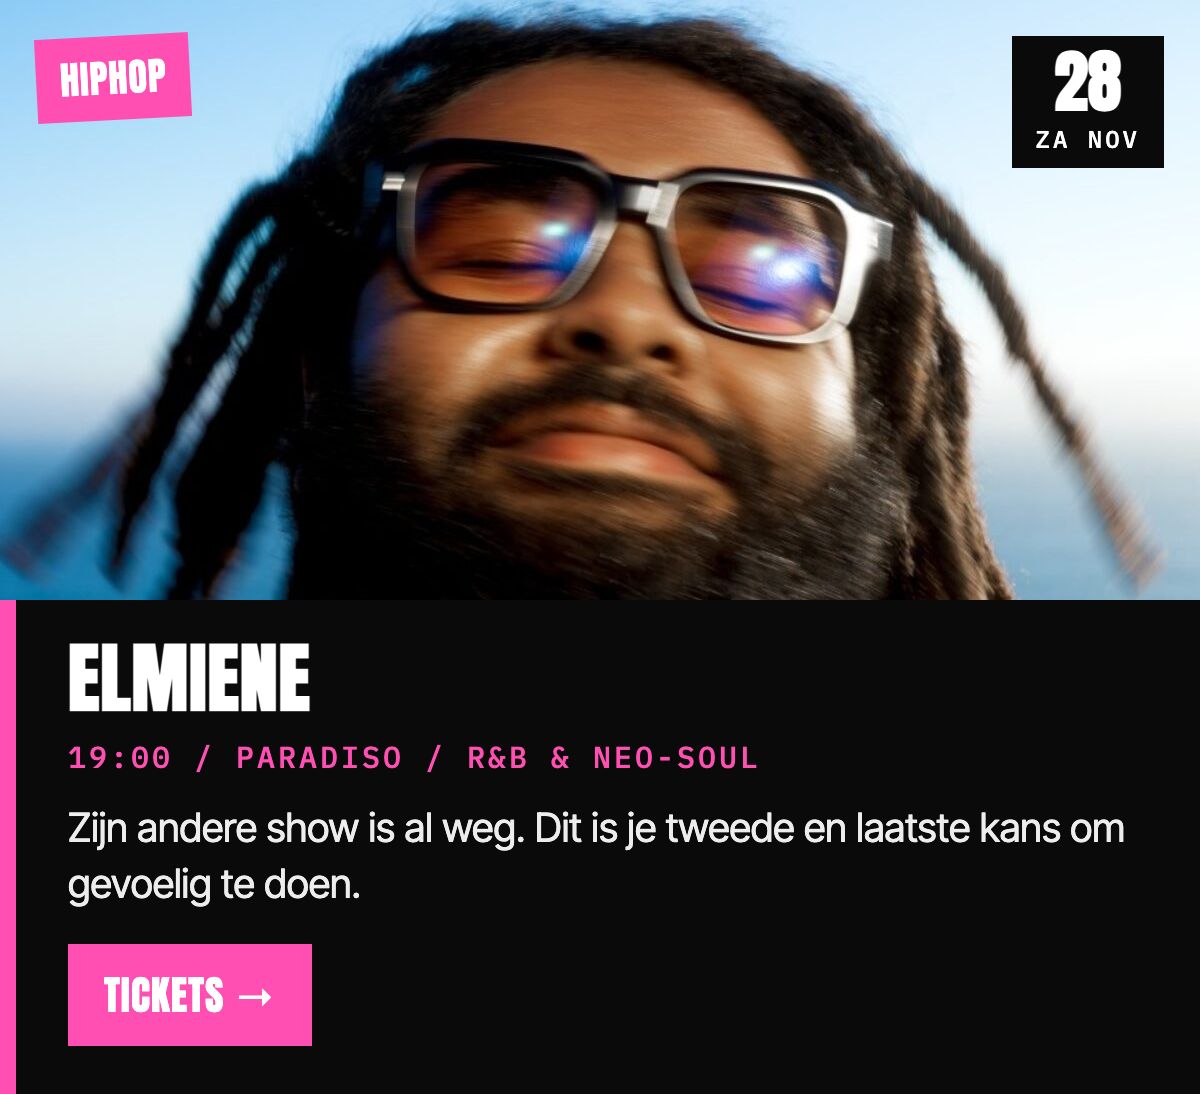 HIPHOP
28
ZA NOV
ELMIENE
19:00 / PARADISO / R&B & NEO-SOUL
Zijn andere show is al weg. Dit is je tweede en laatste kans om
gevoelig te doen.
TICKETS →